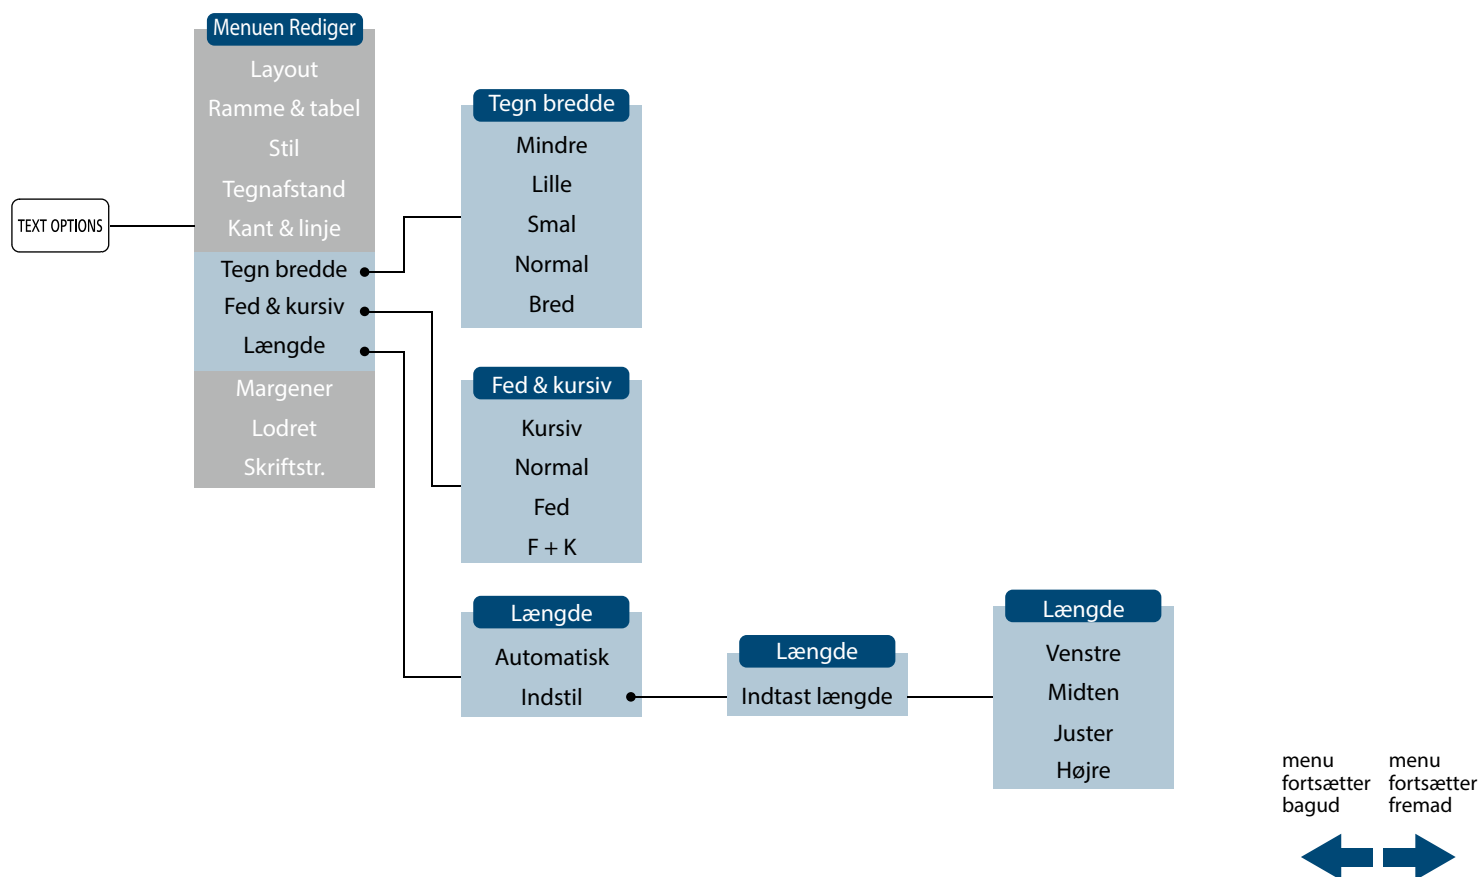 TEXT OPTIONS
Menuen Rediger
Layout
Ramme & tabel
Stil
Tegnafstand
Kant & linje
Tegn bredde
Fed & kursiv
Længde
Margener
Lodret
Skriftstr.
Tegn bredde
Mindre
Lille
Smal
Normal
Bred
Fed & kursiv
Kursiv
Normal
Fed
F + K
Længde
Automatisk
Indstil
Længde
Indtast længde
Længde
Venstre
Midten
Juster
Højre
menu
fortsætter
bagud
menu
fortsætter
fremad